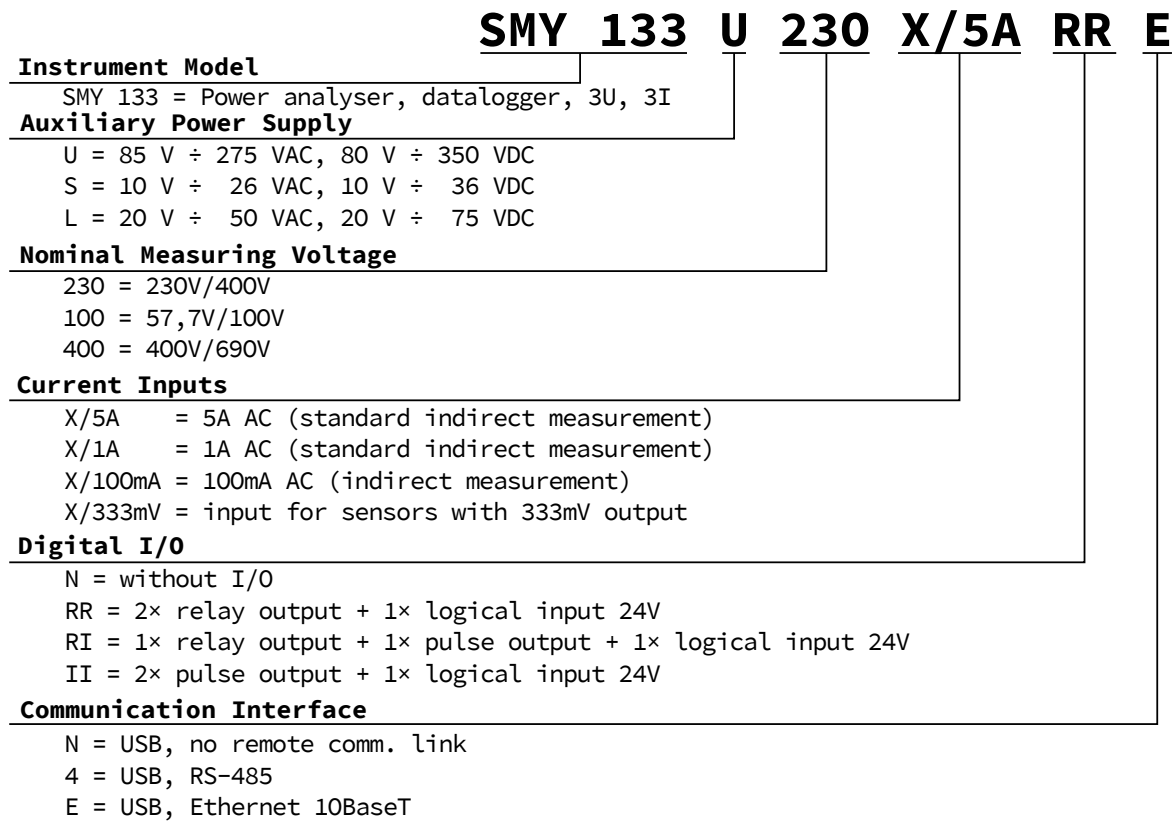 SMY 133 U 230 X/5A RR E
Instrument Model
SMY 133 = Power analyser, datalogger, 3U, 3I
Auxiliary Power Supply
U = 85 V ÷ 275 VAC, 80 V ÷ 350 VDC
S = 10 V ÷  26 VAC, 10 V ÷  36 VDC
L = 20 V ÷  50 VAC, 20 V ÷  75 VDC
Nominal Measuring Voltage
230 = 230V/400V
100 = 57,7V/100V
400 = 400V/690V
Current Inputs
X/5A    = 5A AC (standard indirect measurement)
X/1A    = 1A AC (standard indirect measurement)
X/100mA = 100mA AC (indirect measurement)
X/333mV = input for sensors with 333mV output
Digital I/O
N = without I/O
RR = 2× relay output + 1× logical input 24V
RI = 1× relay output + 1× pulse output + 1× logical input 24V
II = 2× pulse output + 1× logical input 24V
Communication Interface
N = USB, no remote comm. link
4 = USB, RS-485
E = USB, Ethernet 10BaseT